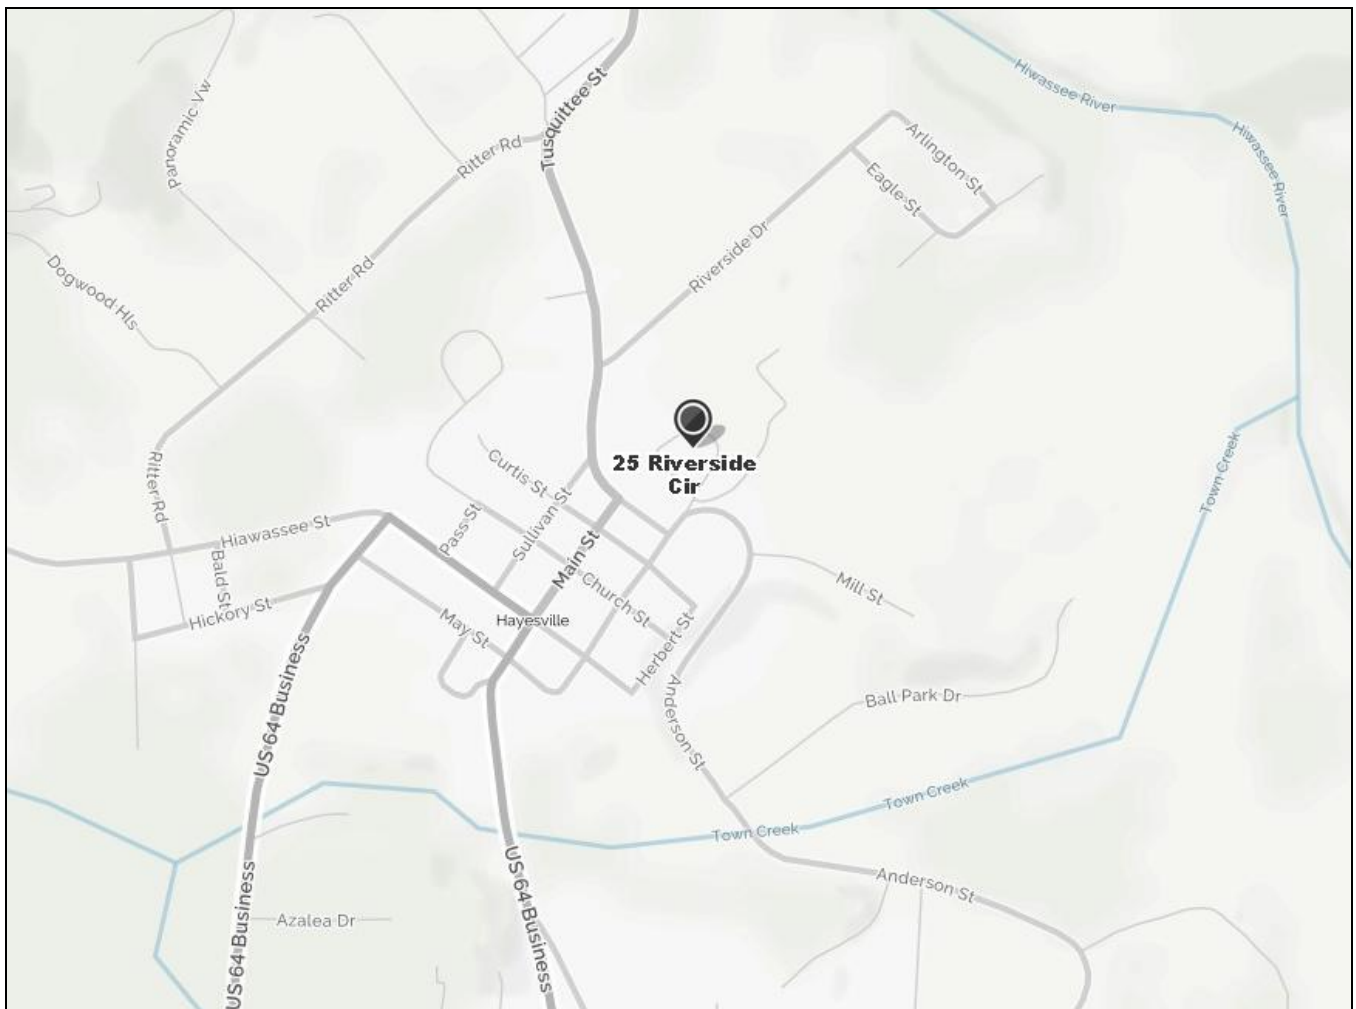 Hiwassee River
Tusquittee St
Panoramic Vw
Ritter Rd
Arlington St
Hiwassee River
Eagle St
Riverside Dr
Ritter Rd
Dogwood Hls
25 Riverside
Cir
Curtis St
Town Creek
Ritter Rd
Sullivan St
Pass St
Hiawassee St
Main St
Bald St
Church St
Mill St
Hickory St
Hayesville
May St
Herbert St
Anderson St
Ball Park Dr
US 64 Business
Town Creek
Town Creek
US 64 Business
Anderson St
US 64 Business
Azalea Dr